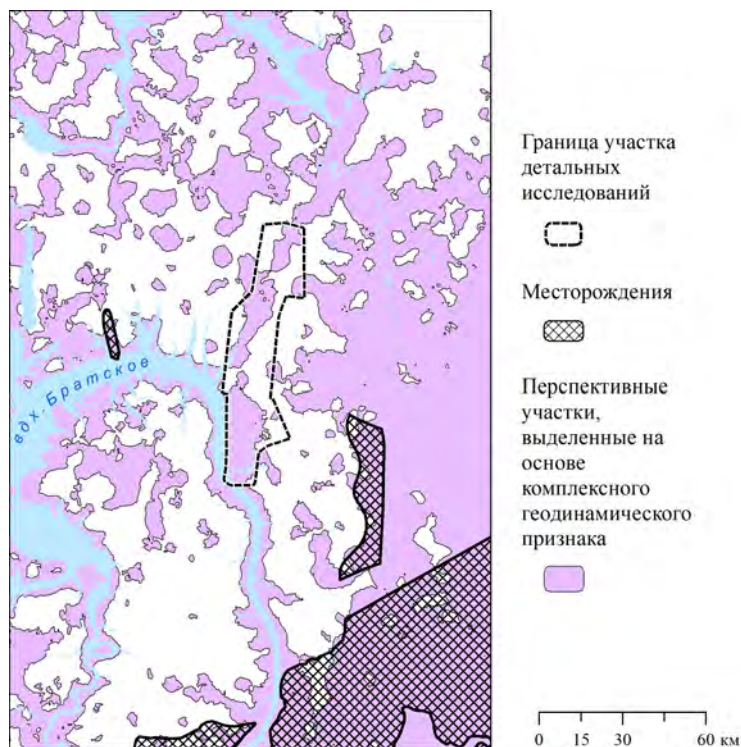 Граница участка
детальных
исследований
Месторождения
Перспективные
участки,
выделенные на
основе
комплексного
геодинамического
признака
вдх. Братское
0 15 30 60 км